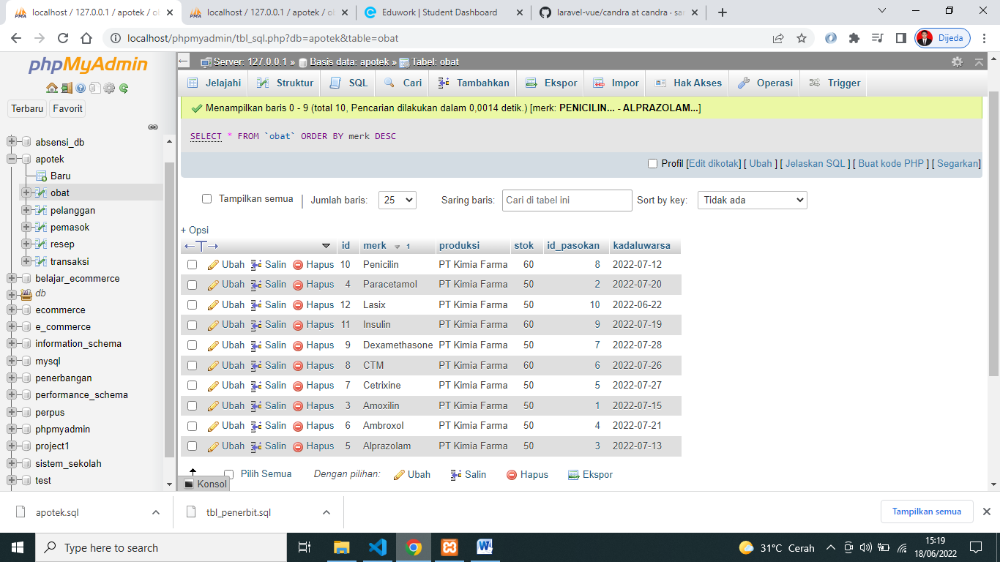 localhost / 127.0.0.1 / apotek / ob
localhost / 127.0.0.1 / apotek / ob
Eduwork | Student Dashboard
laravel-vue/candra at candra · sar
localhost/phpmyadmin/tbl_sql.php?db=apotek&table=obat
Dijeda
phpMyAdmin
Terbaru Favorit
absensi_db
apotek
Baru
obat
pelanggan
pemasok
resep
transaksi
belajar_ecommerce
db
ecommerce
e_commerce
information_schema
mysql
penerbangan
performance_schema
perpus
phpmyadmin
project1
sistem_sekolah
test
Server: 127.0.0.1 » Basis data: apotek » Tabel: obat
Jelajahi Struktur SQL Cari Tambahkan Ekspor Impor Hak Akses Operasi Trigger
Menampilkan baris 0 - 9 (total 10, Pencarian dilakukan dalam 0,0014 detik.) [merk: PENICILIN... - ALPRAZOLAM...]
SELECT * FROM `obat` ORDER BY merk DESC
Profil [Edit dikotak] [ Ubah ] [ Jelaskan SQL ] [ Buat kode PHP ] [ Segarkan]
Tampilkan semua | Jumlah baris: 25 Saring baris: Cari di tabel ini Sort by key: Tidak ada
+ Opsi
←T→ id merk 1 produksi stok id_pasokan kadaluwarsa
Ubah Salin Hapus 10 Penicilin PT Kimia Farma 60 8 2022-07-12
Ubah Salin Hapus 4 Paracetamol PT Kimia Farma 50 2 2022-07-20
Ubah Salin Hapus 12 Lasix PT Kimia Farma 50 10 2022-06-22
Ubah Salin Hapus 11 Insulin PT Kimia Farma 60 9 2022-07-19
Ubah Salin Hapus 9 Dexamethasone PT Kimia Farma 50 7 2022-07-28
Ubah Salin Hapus 8 CTM PT Kimia Farma 60 6 2022-07-26
Ubah Salin Hapus 7 Cetrixine PT Kimia Farma 50 5 2022-07-27
Ubah Salin Hapus 3 Amoxilin PT Kimia Farma 50 1 2022-07-15
Ubah Salin Hapus 6 Ambroxol PT Kimia Farma 50 4 2022-07-21
Ubah Salin Hapus 5 Alprazolam PT Kimia Farma 50 3 2022-07-13
Pilih Semua Dengan pilihan: Ubah Salin Hapus Ekspor
Konsol
apotek.sql tbl_penerbit.sql Tampilkan semua
Type here to search
31°C Cerah
15:19
18/06/2022